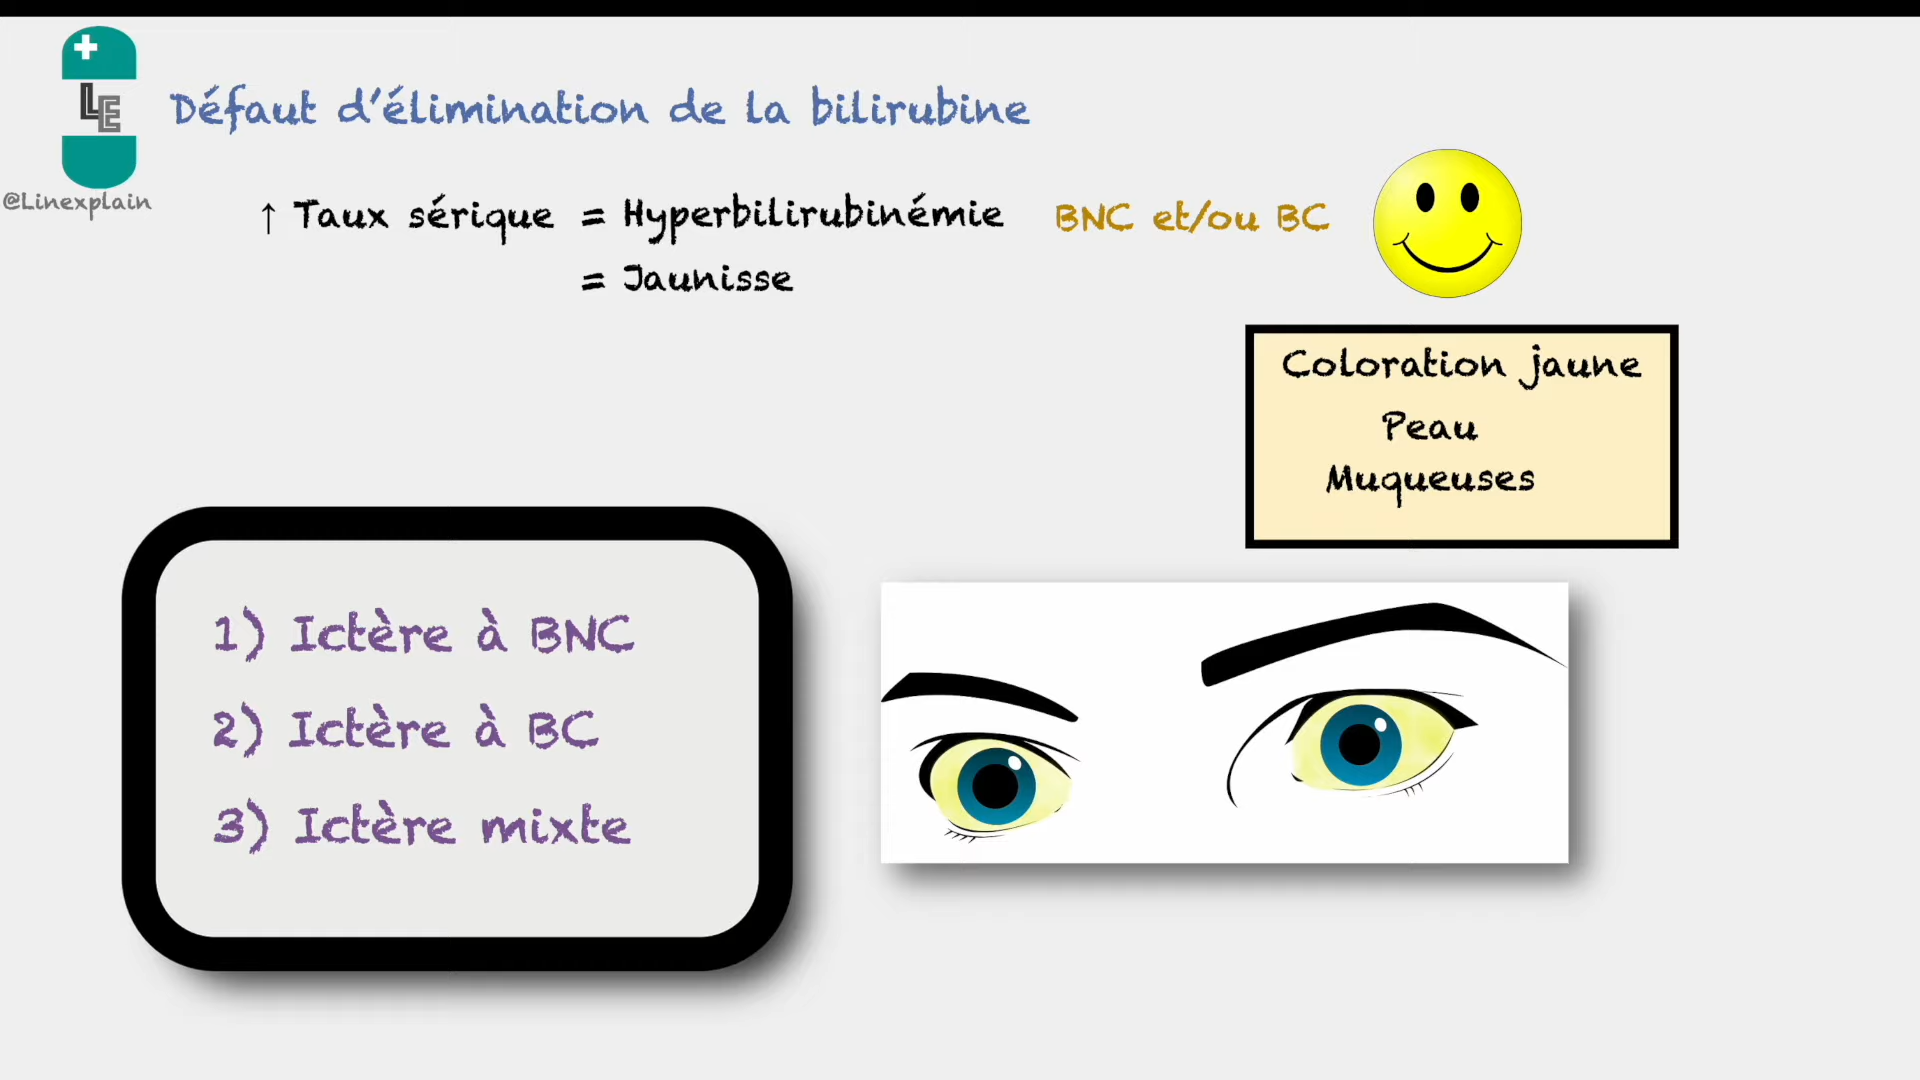 LE
@Linexplain
Défaut d'élimination de la bilirubine
↑ Taux sérique = Hyperbilirubinémie BNC et/ou BC
= Jaunisse
Coloration jaune
Peau
Muqueuses
1) Ictère à BNC
2) Ictère à BC
3) Ictère mixte